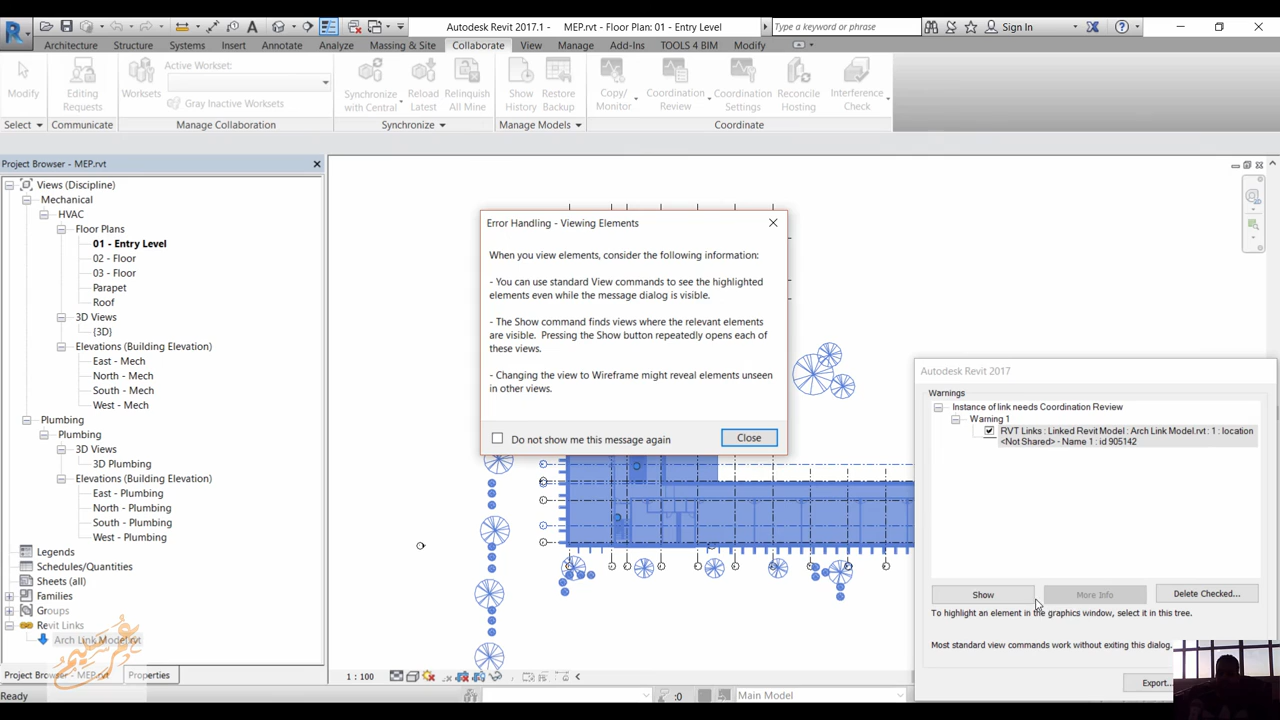 Autodesk Revit 2017.1 - MEP.rvt - Floor Plan: 01 - Entry Level
Type a keyword or phrase
Sign In
Architecture Structure Systems Insert Annotate Analyze Massing & Site Collaborate View Manage Add-Ins TOOLS 4 BIM Modify
Modify
Editing Requests
Worksets
Active Workset:
Gray Inactive Worksets
Synchronize with Central
Reload Latest
Relinquish All Mine
Show History
Restore Backup
Copy/ Monitor
Coordination Review
Coordination Settings
Reconcile Hosting
Interference Check
Select Communicate Manage Collaboration Synchronize Manage Models Coordinate
Project Browser - MEP.rvt
Views (Discipline)
Mechanical
HVAC
Floor Plans
01 - Entry Level
02 - Floor
03 - Floor
Parapet
Roof
3D Views
{3D}
Elevations (Building Elevation)
East - Mech
North - Mech
South - Mech
West - Mech
Plumbing
Plumbing
3D Views
3D Plumbing
Elevations (Building Elevation)
East - Plumbing
North - Plumbing
South - Plumbing
West - Plumbing
Legends
Schedules/Quantities
Sheets (all)
Families
Groups
Revit Links
Arch Link Model.rvt
Project Browser - MEP.rvt Properties
Ready
Error Handling - Viewing Elements
When you view elements, consider the following information:
- You can use standard View commands to see the highlighted
elements even while the message dialog is visible.
- The Show command finds views where the relevant elements
are visible. Pressing the Show button repeatedly opens each of
these views.
- Changing the view to Wireframe might reveal elements unseen
in other views.
Do not show me this message again
Close
Autodesk Revit 2017
Warnings
Instance of link needs Coordination Review
Warning 1
RVT Links : Linked Revit Model : Arch Link Model.rvt : 1 : location
<Not Shared> - Name 1 : id 905142
Show More Info Delete Checked...
To highlight an element in the graphics window, select it in this tree.
Most standard view commands work without exiting this dialog.
Export...
1 : 100
:0
Main Model